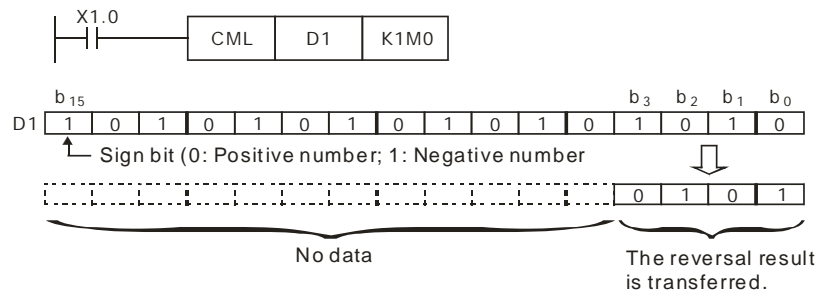 X1.0
CML D1 K1M0
b15 b3 b2 b1 b0
D1 1 0 1 0 1 0 1 0 1 0 1 0 1 0 1 0
Sign bit (0: Positive number; 1: Negative number
0 1 0 1
No data
The reversal result
is transferred.